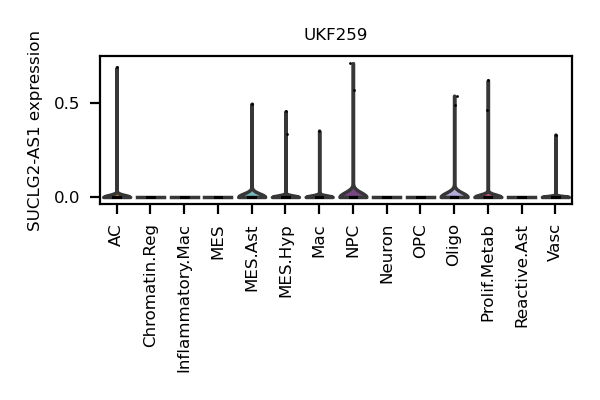 UKF259
SUCLG2-AS1 expression
0.5
0.0
AC
Chromatin.Reg
Inflammatory.Mac
MES
MES.Ast
MES.Hyp
Mac
NPC
Neuron
OPC
Oligo
Prolif.Metab
Reactive.Ast
Vasc